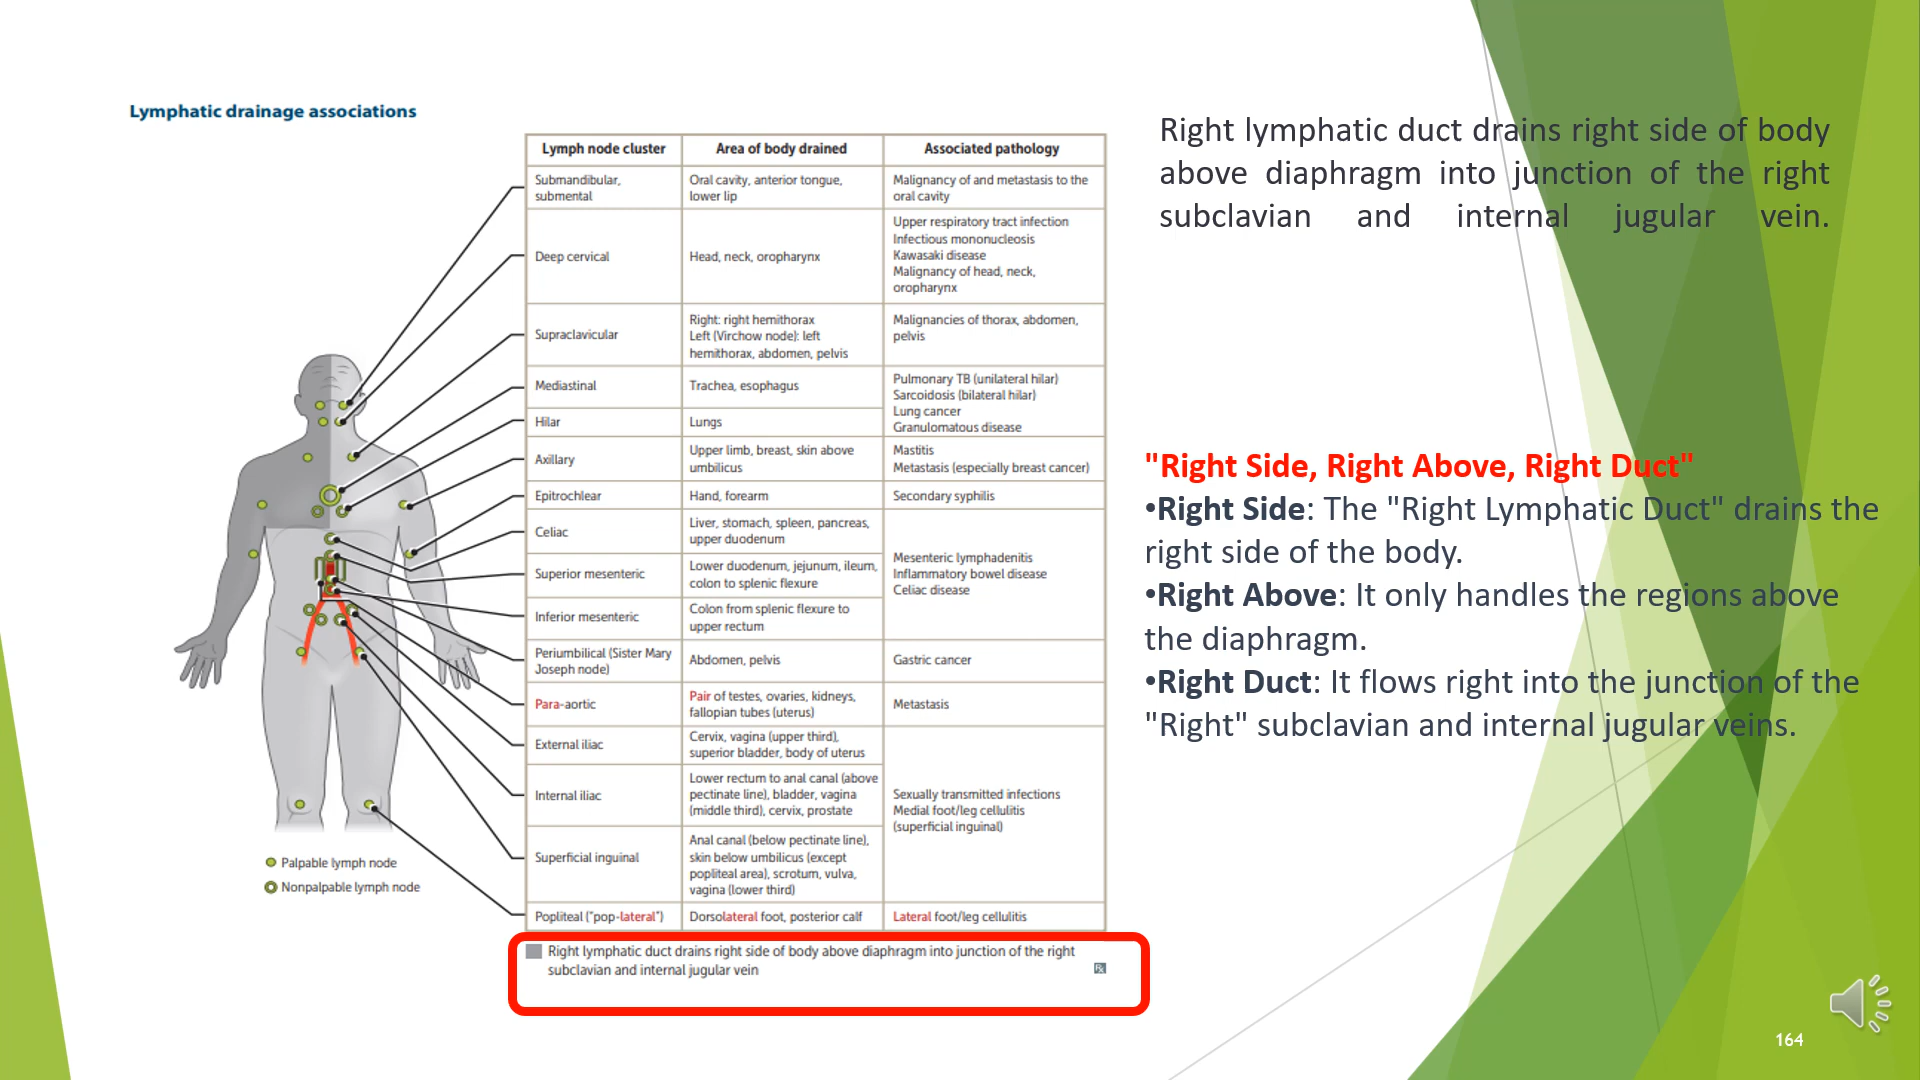 Lymphatic drainage associations
Lymph node cluster
Area of body drained
Associated pathology
Submandibular,
submental
Oral cavity, anterior tongue,
lower lip
Malignancy of and metastasis to the
oral cavity
Deep cervical
Head, neck, oropharynx
Upper respiratory tract infection
Infectious mononucleosis
Kawasaki disease
Malignancy of head, neck,
oropharynx
Supraclavicular
Right: right hemithorax
Left (Virchow node): left
hemithorax, abdomen, pelvis
Malignancies of thorax, abdomen,
pelvis
Mediastinal
Trachea, esophagus
Pulmonary TB (unilateral hilar)
Sarcoidosis (bilateral hilar)
Lung cancer
Granulomatous disease
Hilar
Lungs
Axillary
Upper limb, breast, skin above
umbilicus
Mastitis
Metastasis (especially breast cancer)
Epitrochlear
Hand, forearm
Secondary syphilis
Celiac
Liver, stomach, spleen, pancreas,
upper duodenum
Mesenteric lymphadenitis
Inflammatory bowel disease
Celiac disease
Superior mesenteric
Lower duodenum, jejunum, ileum,
colon to splenic flexure
Inferior mesenteric
Colon from splenic flexure to
upper rectum
Periumbilical (Sister Mary
Joseph node)
Abdomen, pelvis
Gastric cancer
Para-aortic
Pair of testes, ovaries, kidneys,
fallopian tubes (uterus)
Metastasis
External iliac
Cervix, vagina (upper third),
superior bladder, body of uterus
Sexually transmitted infections
Medial foot/leg cellulitis
(superficial inguinal)
Internal iliac
Lower rectum to anal canal (above
pectinate line), bladder, vagina
(middle third), cervix, prostate
Superficial inguinal
Anal canal (below pectinate line),
skin below umbilicus (except
popliteal area), scrotum, vulva,
vagina (lower third)
Popliteal ("pop-lateral")
Dorsolateral foot, posterior calf
Lateral foot/leg cellulitis
Palpable lymph node
Nonpalpable lymph node
Right lymphatic duct drains right side of body above diaphragm into junction of the right
subclavian and internal jugular vein
Rx
Right lymphatic duct drains right side of body
above diaphragm into junction of the right
subclavian and internal jugular vein.
"Right Side, Right Above, Right Duct"
•Right Side: The "Right Lymphatic Duct" drains the
right side of the body.
•Right Above: It only handles the regions above
the diaphragm.
•Right Duct: It flows right into the junction of the
"Right" subclavian and internal jugular veins.
164